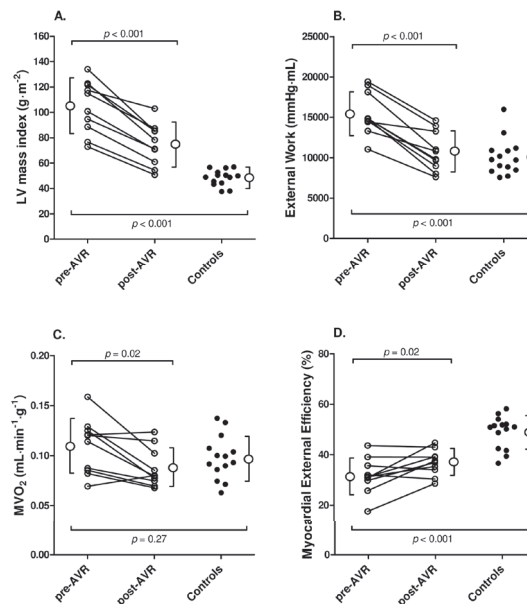 A.
p < 0.001
LV mass index (g·m-2)
160
140
120
100
80
60
40
20
0
p < 0.001
pre-AVR
post-AVR
Controls
B.
p < 0.001
External Work (mmHg·mL)
25000
20000
15000
10000
5000
0
p < 0.001
pre-AVR
post-AVR
Controls
C.
p = 0.02
MVO2 (mL·min-1·g-1)
0.20
0.15
0.10
0.05
0.00
p = 0.27
pre-AVR
post-AVR
Controls
D.
p = 0.02
Myocardial External Efficiency (%)
80
60
40
20
0
p < 0.001
pre-AVR
post-AVR
Controls